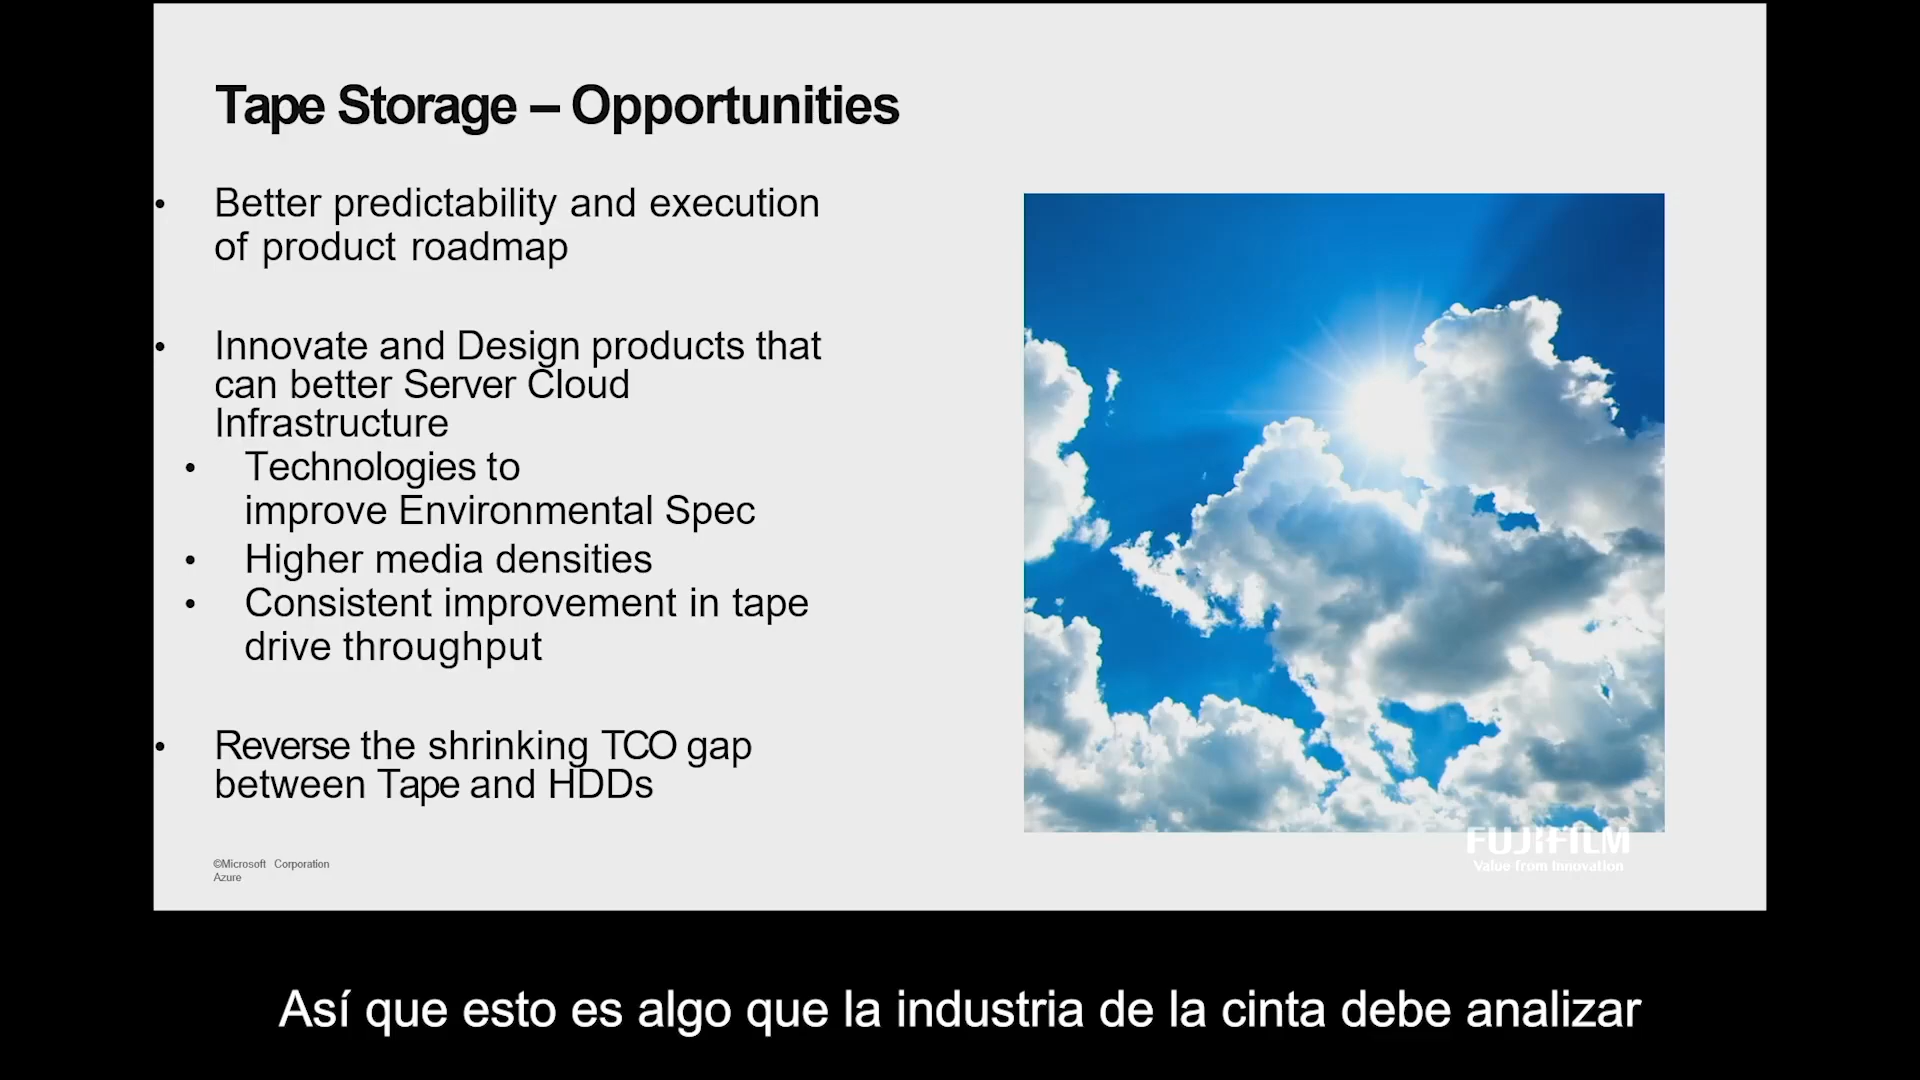 Tape Storage – Opportunities
• Better predictability and execution
of product roadmap
• Innovate and Design products that
can better Server Cloud
Infrastructure
• Technologies to
improve Environmental Spec
• Higher media densities
• Consistent improvement in tape
drive throughput
• Reverse the shrinking TCO gap
between Tape and HDDs
©Microsoft Corporation
Azure
FUJIFILM
Value from Innovation
Así que esto es algo que la industria de la cinta debe analizar